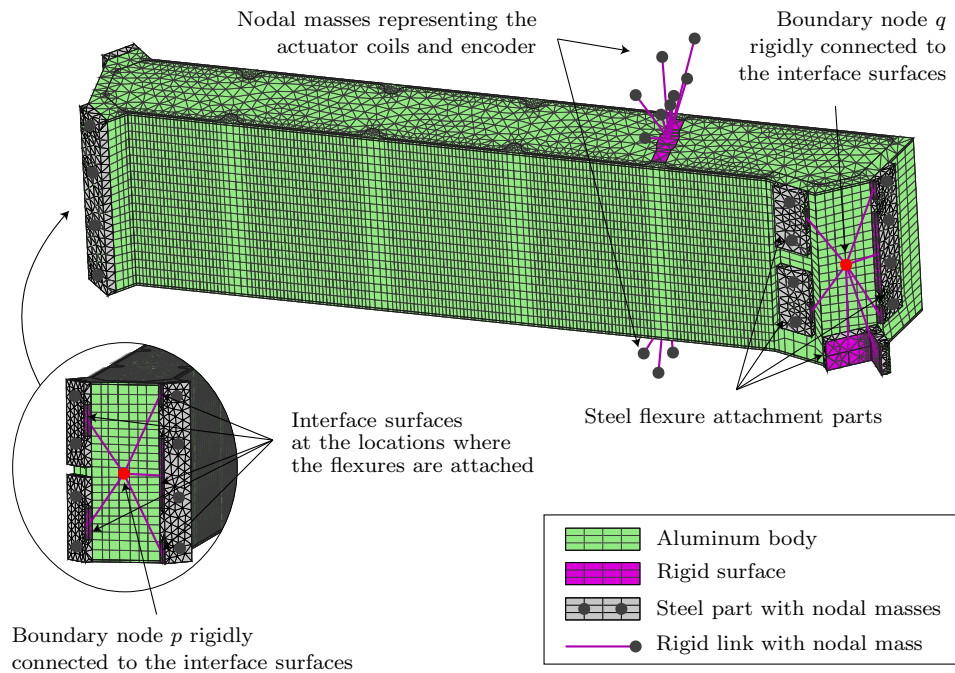 Nodal masses representing the
actuator coils and encoder
Boundary node q
rigidly connected to
the interface surfaces
Steel flexure attachment parts
Interface surfaces
at the locations where
the flexures are attached
Boundary node p rigidly
connected to the interface surfaces
Aluminum body
Rigid surface
Steel part with nodal masses
Rigid link with nodal mass